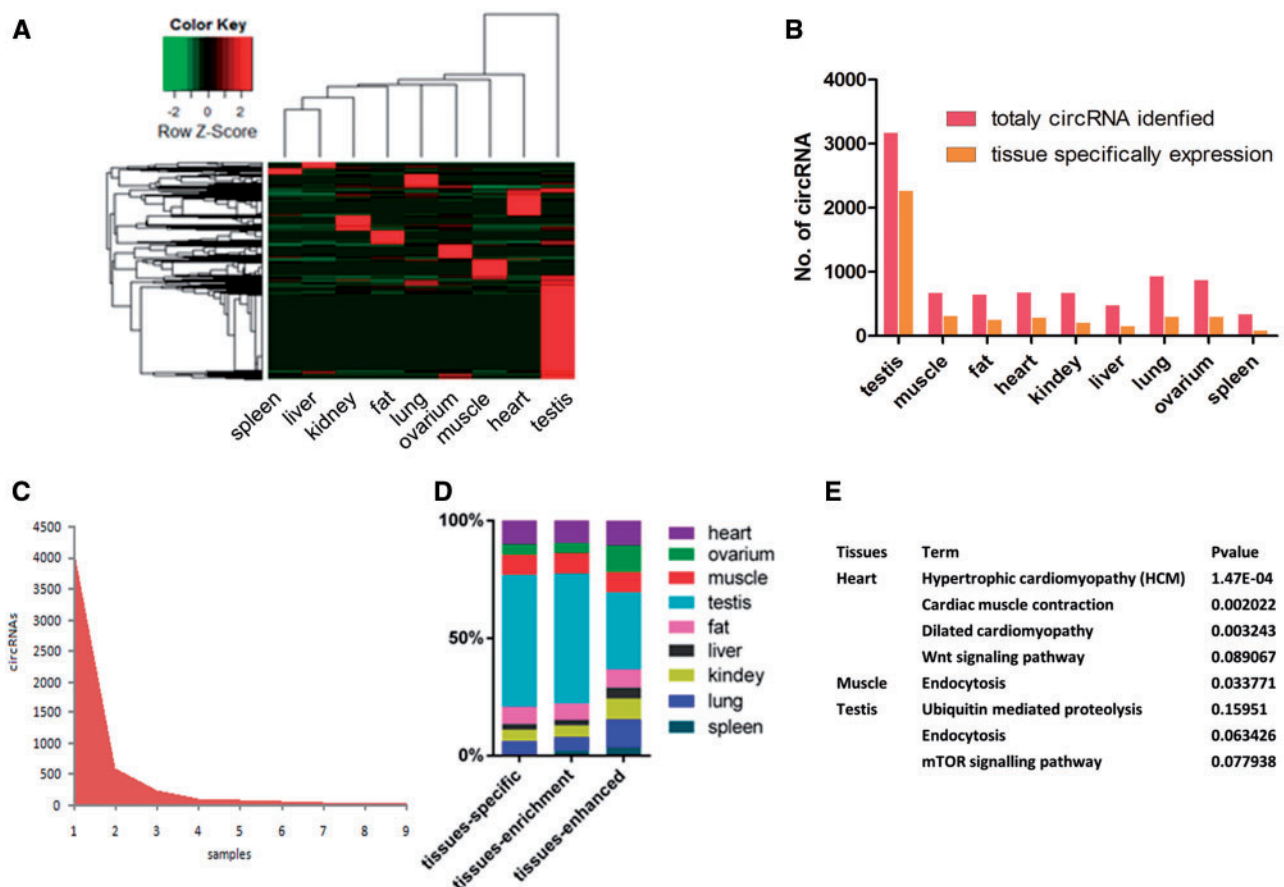 A
Color Key
-2 0 2
Row Z-Score
spleen
liver
kidney
fat
lung
ovarium
muscle
heart
testis
B
4000
3000
2000
1000
0
No. of circRNA
totaly circRNA idenfied
tissue specifically expression
testis
muscle
fat
heart
kindey
liver
lung
ovarium
spleen
C
4500
4000
3500
3000
2500
2000
1500
1000
500
0
circRNAs
1 2 3 4 5 6 7 8 9
samples
D
100%
50%
0%
heart
ovarium
muscle
testis
fat
liver
kindey
lung
spleen
tissues-specific
tissues-enrichment
tissues-enhanced
E
Tissues Term Pvalue
Heart Hypertrophic cardiomyopathy (HCM) 1.47E-04
Cardiac muscle contraction 0.002022
Dilated cardiomyopathy 0.003243
Wnt signaling pathway 0.089067
Muscle Endocytosis 0.033771
Testis Ubiquitin mediated proteolysis 0.15951
Endocytosis 0.063426
mTOR signalling pathway 0.077938